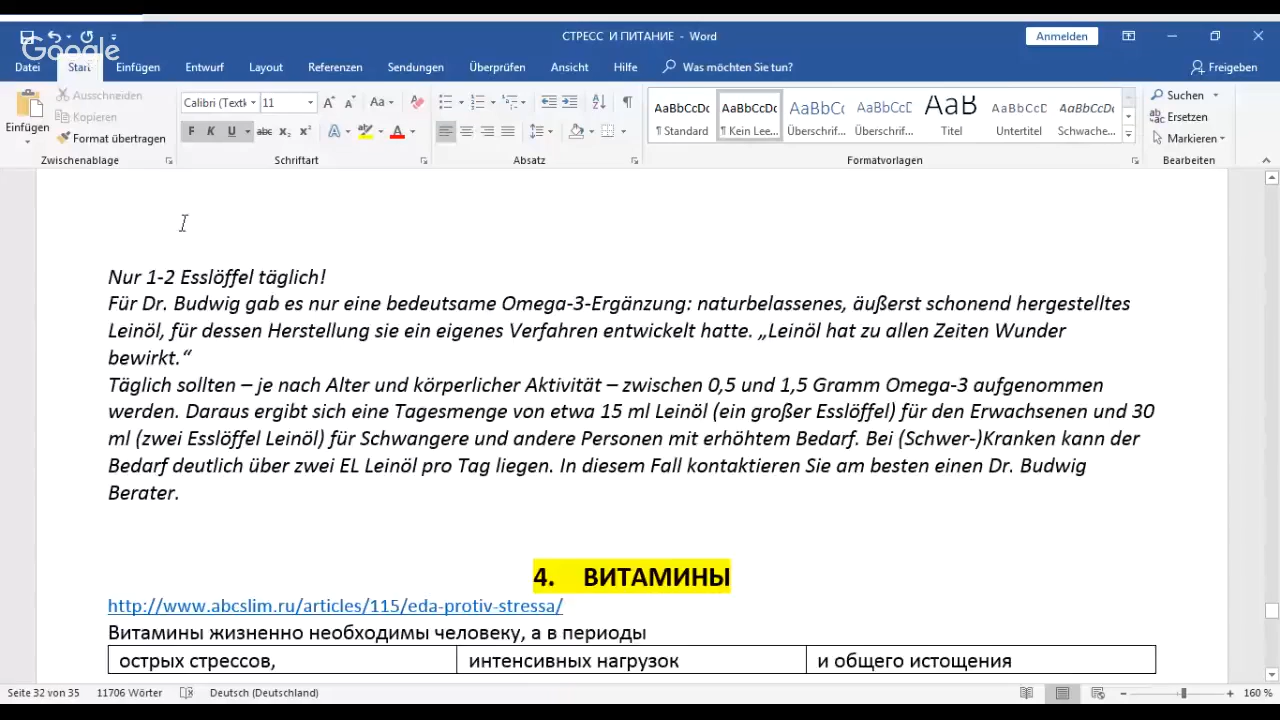 Google
СТРЕСС И ПИТАНИЕ - Word
Anmelden
Datei Start Einfügen Entwurf Layout Referenzen Sendungen Überprüfen Ansicht Hilfe Was möchten Sie tun? Freigeben
Einfügen
Ausschneiden
Kopieren
Format übertragen
Zwischenablage
Calibri (Textk 11
F K U abc x₂ x²
Schriftart
Absatz
AaBbCcDc AaBbCcDc AaBbCc AaBbCcD AaB AaBbCcD AaBbCcDc
¶ Standard ¶ Kein Lee... Überschrif... Überschrif... Titel Untertitel Schwache...
Formatvorlagen
Suchen
Ersetzen
Markieren
Bearbeiten
Nur 1-2 Esslöffel täglich!
Für Dr. Budwig gab es nur eine bedeutsame Omega-3-Ergänzung: naturbelassenes, äußerst schonend hergestelltes
Leinöl, für dessen Herstellung sie ein eigenes Verfahren entwickelt hatte. „Leinöl hat zu allen Zeiten Wunder
bewirkt.“
Täglich sollten – je nach Alter und körperlicher Aktivität – zwischen 0,5 und 1,5 Gramm Omega-3 aufgenommen
werden. Daraus ergibt sich eine Tagesmenge von etwa 15 ml Leinöl (ein großer Esslöffel) für den Erwachsenen und 30
ml (zwei Esslöffel Leinöl) für Schwangere und andere Personen mit erhöhtem Bedarf. Bei (Schwer-)Kranken kann der
Bedarf deutlich über zwei EL Leinöl pro Tag liegen. In diesem Fall kontaktieren Sie am besten einen Dr. Budwig
Berater.
4. ВИТАМИНЫ
http://www.abcslim.ru/articles/115/eda-protiv-stressa/
Витамины жизненно необходимы человеку, а в периоды
острых стрессов, интенсивных нагрузок и общего истощения
Seite 32 von 35 11706 Wörter Deutsch (Deutschland) 160 %